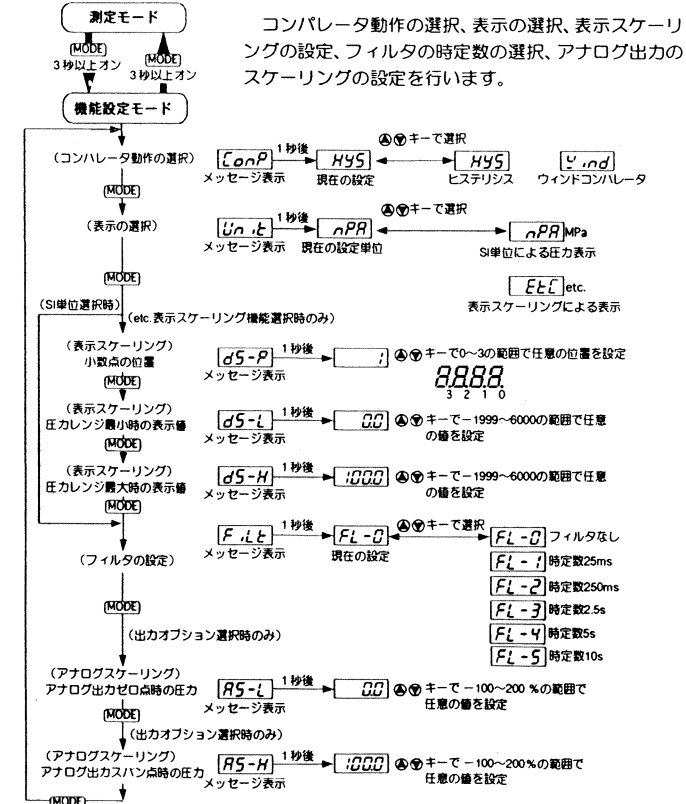 測定モード
MODE
3秒以上オン
MODE
3秒以上オン
機能設定モード
コンパレータ動作の選択、表示の選択、表示スケーリ
ングの設定、フィルタの時定数の選択、アナログ出力の
スケーリングの設定を行います。
(コンパレータ動作の選択)
ConP
メッセージ表示
1秒後
HYS
現在の設定
キーで選択
HYS
ヒステリシス
Wind
ウィンドコンパレータ
MODE
(表示の選択)
Unit
メッセージ表示
1秒後
nPA
現在の設定単位
キーで選択
nPA MPa
SI単位による圧力表示
EtC etc.
表示スケーリングによる表示
MODE
(SI単位選択時)
(etc.表示スケーリング機能選択時のみ)
(表示スケーリング)
小数点の位置
dS-P
メッセージ表示
1秒後
1
キーで0〜3の範囲で任意の位置を設定
8.8.8.8.
3 2 1 0
MODE
(表示スケーリング)
圧力レンジ最小時の表示値
dS-L
メッセージ表示
1秒後
0.0
キーで−1999〜6000の範囲で任意
の値を設定
MODE
(表示スケーリング)
圧力レンジ最大時の表示値
dS-H
メッセージ表示
1秒後
100.0
キーで−1999〜6000の範囲で任意
の値を設定
MODE
(フィルタの設定)
FiLt
メッセージ表示
1秒後
FL-0
現在の設定
キーで選択
FL-0 フィルタなし
FL-1 時定数25ms
FL-2 時定数250ms
FL-3 時定数2.5s
FL-4 時定数5s
FL-5 時定数10s
MODE
(出力オプション選択時のみ)
(アナログスケーリング)
アナログ出力ゼロ点時の圧力
AS-L
メッセージ表示
1秒後
0.0
キーで −100〜200 %の範囲で
任意の値を設定
MODE
(出力オプション選択時のみ)
(アナログスケーリング)
アナログ出力スパン点時の圧力
AS-H
メッセージ表示
1秒後
100.0
キーで −100〜200%の範囲で
任意の値を設定
MODE